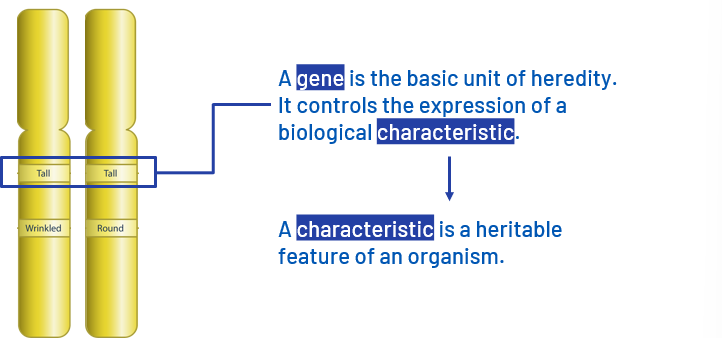 A gene is the basic unit of heredity.
It controls the expression of a
biological characteristic.
Tall Tall
Wrinkled Round
A characteristic is a heritable
feature of an organism.